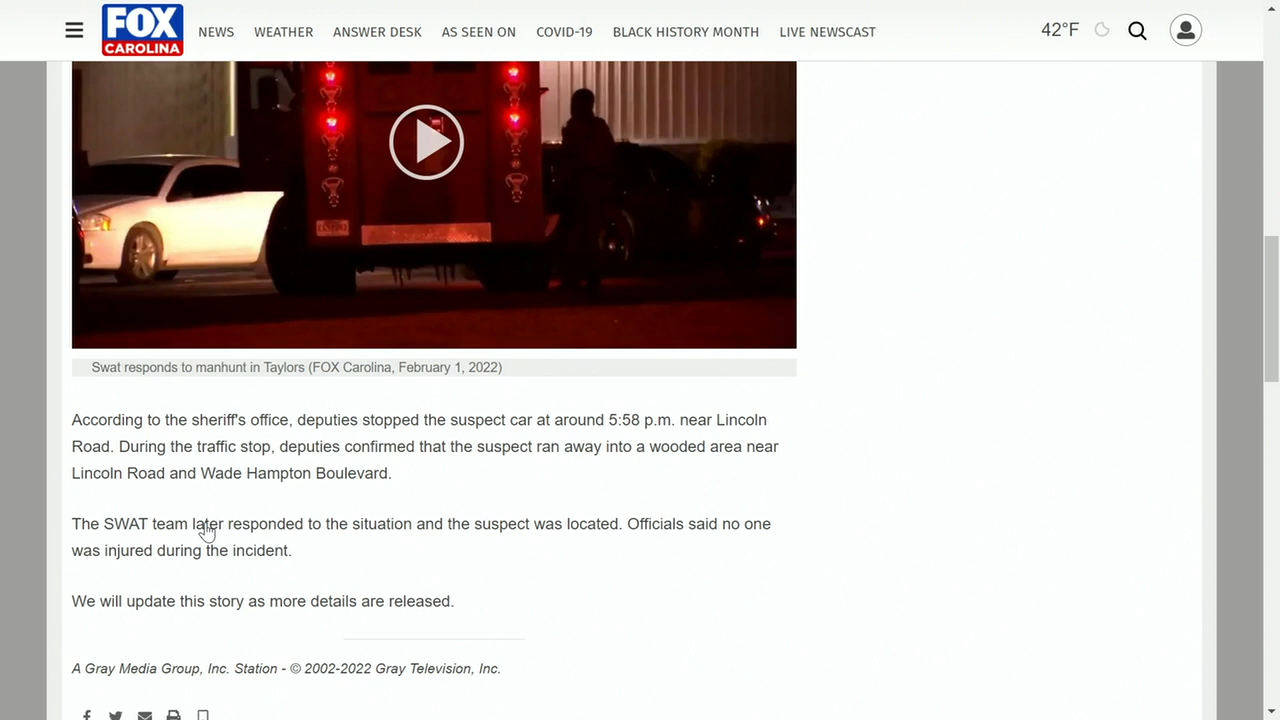 FOX
CAROLINA
NEWS WEATHER ANSWER DESK AS SEEN ON COVID-19 BLACK HISTORY MONTH LIVE NEWSCAST 42°F
Swat responds to manhunt in Taylors (FOX Carolina, February 1, 2022)
According to the sheriff's office, deputies stopped the suspect car at around 5:58 p.m. near Lincoln
Road. During the traffic stop, deputies confirmed that the suspect ran away into a wooded area near
Lincoln Road and Wade Hampton Boulevard.
The SWAT team later responded to the situation and the suspect was located. Officials said no one
was injured during the incident.
We will update this story as more details are released.
A Gray Media Group, Inc. Station - © 2002-2022 Gray Television, Inc.